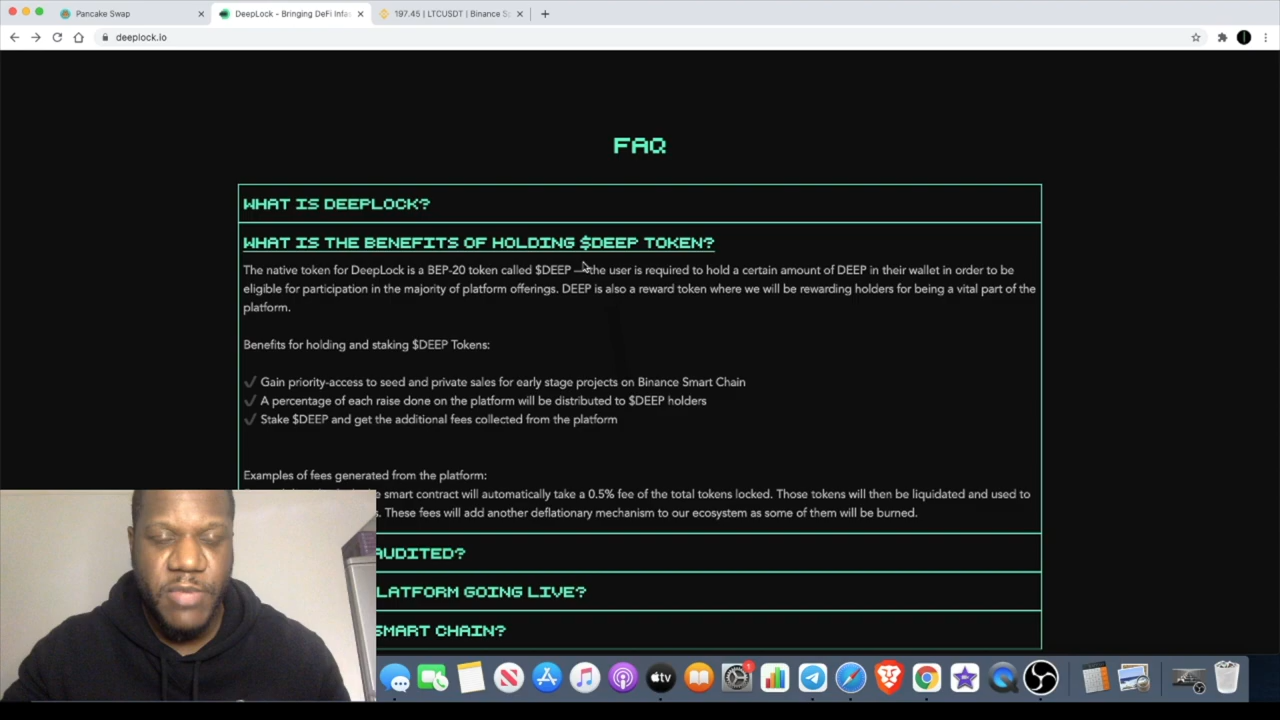 Pancake Swap
DeepLock - Bringing DeFi Infas
197.45 | LTCUSDT | Binance Sp
deeplock.io
FAQ
WHAT IS DEEPLOCK?
WHAT IS THE BENEFITS OF HOLDING $DEEP TOKEN?
The native token for DeepLock is a BEP-20 token called $DEEP — the user is required to hold a certain amount of DEEP in their wallet in order to be
eligible for participation in the majority of platform offerings. DEEP is also a reward token where we will be rewarding holders for being a vital part of the
platform.
Benefits for holding and staking $DEEP Tokens:
✓ Gain priority-access to seed and private sales for early stage projects on Binance Smart Chain
✓ A percentage of each raise done on the platform will be distributed to $DEEP holders
✓ Stake $DEEP and get the additional fees collected from the platform
Examples of fees generated from the platform:
smart contract will automatically take a 0.5% fee of the total tokens locked. Those tokens will then be liquidated and used to
These fees will add another deflationary mechanism to our ecosystem as some of them will be burned.
AUDITED?
LATFORM GOING LIVE?
SMART CHAIN?
tv
1